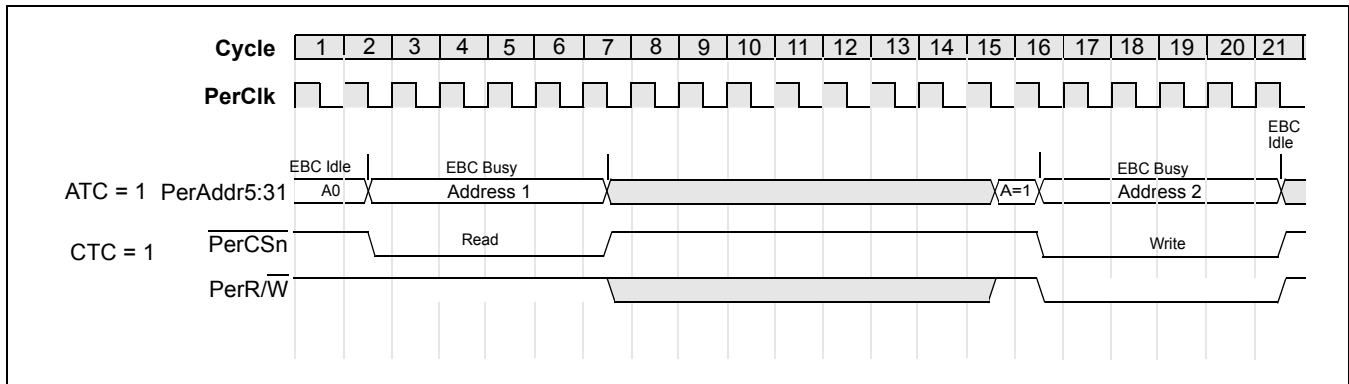 Cycle 1 2 3 4 5 6 7 8 9 10 11 12 13 14 15 16 17 18 19 20 21
PerClk
EBC
Idle
EBC Idle EBC Busy EBC Busy
ATC = 1 PerAddr5:31 A0 Address 1 A=1 Address 2
CTC = 1 PerCSn Read Write
PerR/W